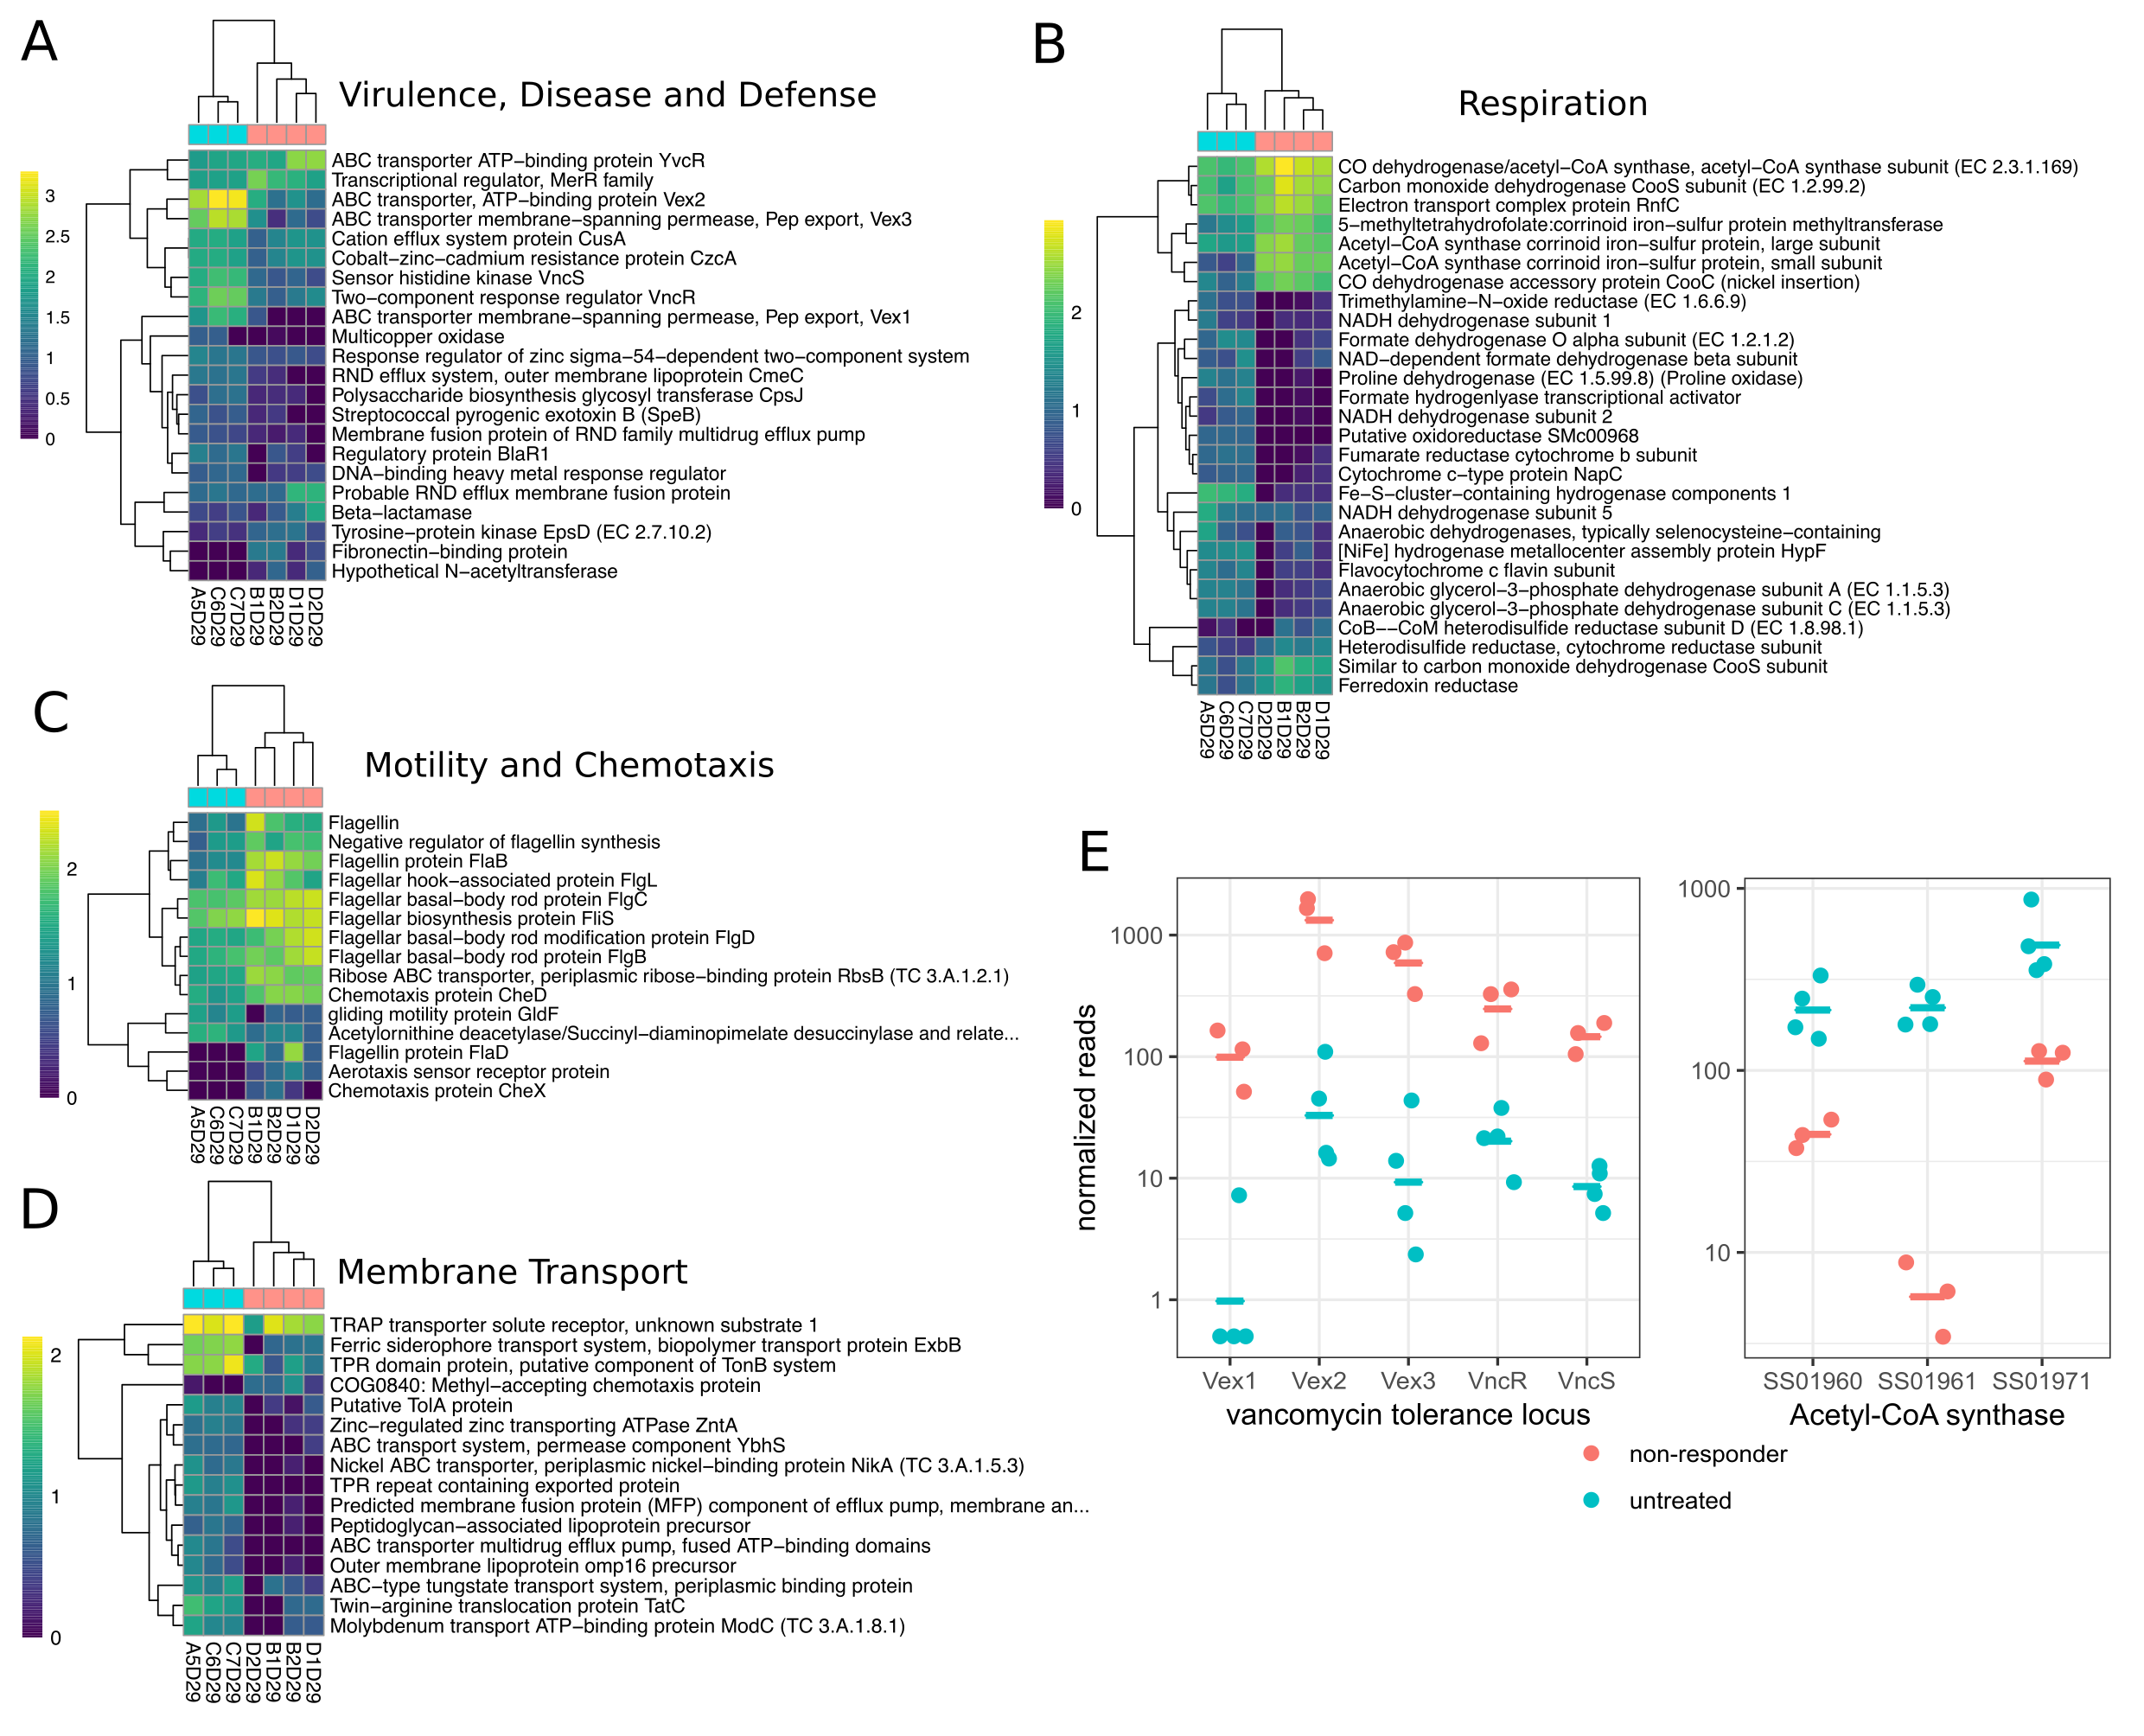 A
Virulence, Disease and Defense
3
2.5
2
1.5
1
0.5
0
ABC transporter ATP−binding protein YvcR
Transcriptional regulator, MerR family
ABC transporter, ATP−binding protein Vex2
ABC transporter membrane−spanning permease, Pep export, Vex3
Cation efflux system protein CusA
Cobalt−zinc−cadmium resistance protein CzcA
Sensor histidine kinase VncS
Two−component response regulator VncR
ABC transporter membrane−spanning permease, Pep export, Vex1
Multicopper oxidase
Response regulator of zinc sigma−54−dependent two−component system
RND efflux system, outer membrane lipoprotein CmeC
Polysaccharide biosynthesis glycosyl transferase CpsJ
Streptococcal pyrogenic exotoxin B (SpeB)
Membrane fusion protein of RND family multidrug efflux pump
Regulatory protein BlaR1
DNA−binding heavy metal response regulator
Probable RND efflux membrane fusion protein
Beta−lactamase
Tyrosine−protein kinase EpsD (EC 2.7.10.2)
Fibronectin−binding protein
Hypothetical N−acetyltransferase
A5D29
C6D29
C7D29
B1D29
B2D29
D1D29
D2D29
B
Respiration
2
1
0
CO dehydrogenase/acetyl−CoA synthase, acetyl−CoA synthase subunit (EC 2.3.1.169)
Carbon monoxide dehydrogenase CooS subunit (EC 1.2.99.2)
Electron transport complex protein RnfC
5−methyltetrahydrofolate:corrinoid iron−sulfur protein methyltransferase
Acetyl−CoA synthase corrinoid iron−sulfur protein, large subunit
Acetyl−CoA synthase corrinoid iron−sulfur protein, small subunit
CO dehydrogenase accessory protein CooC (nickel insertion)
Trimethylamine−N−oxide reductase (EC 1.6.6.9)
NADH dehydrogenase subunit 1
Formate dehydrogenase O alpha subunit (EC 1.2.1.2)
NAD−dependent formate dehydrogenase beta subunit
Proline dehydrogenase (EC 1.5.99.8) (Proline oxidase)
Formate hydrogenlyase transcriptional activator
NADH dehydrogenase subunit 2
Putative oxidoreductase SMc00968
Fumarate reductase cytochrome b subunit
Cytochrome c−type protein NapC
Fe−S−cluster−containing hydrogenase components 1
NADH dehydrogenase subunit 5
Anaerobic dehydrogenases, typically selenocysteine−containing
[NiFe] hydrogenase metallocenter assembly protein HypF
Flavocytochrome c flavin subunit
Anaerobic glycerol−3−phosphate dehydrogenase subunit A (EC 1.1.5.3)
Anaerobic glycerol−3−phosphate dehydrogenase subunit C (EC 1.1.5.3)
CoB−−CoM heterodisulfide reductase subunit D (EC 1.8.98.1)
Heterodisulfide reductase, cytochrome reductase subunit
Similar to carbon monoxide dehydrogenase CooS subunit
Ferredoxin reductase
A5D29
C6D29
C7D29
D2D29
B1D29
B2D29
D1D29
C
Motility and Chemotaxis
2
1
0
Flagellin
Negative regulator of flagellin synthesis
Flagellin protein FlaB
Flagellar hook−associated protein FlgL
Flagellar basal−body rod protein FlgC
Flagellar biosynthesis protein FliS
Flagellar basal−body rod modification protein FlgD
Flagellar basal−body rod protein FlgB
Ribose ABC transporter, periplasmic ribose−binding protein RbsB (TC 3.A.1.2.1)
Chemotaxis protein CheD
gliding motility protein GldF
Acetylornithine deacetylase/Succinyl−diaminopimelate desuccinylase and relate...
Flagellin protein FlaD
Aerotaxis sensor receptor protein
Chemotaxis protein CheX
A5D29
C6D29
C7D29
B1D29
B2D29
D1D29
D2D29
D
Membrane Transport
2
1
0
TRAP transporter solute receptor, unknown substrate 1
Ferric siderophore transport system, biopolymer transport protein ExbB
TPR domain protein, putative component of TonB system
COG0840: Methyl−accepting chemotaxis protein
Putative TolA protein
Zinc−regulated zinc transporting ATPase ZntA
ABC transport system, permease component YbhS
Nickel ABC transporter, periplasmic nickel−binding protein NikA (TC 3.A.1.5.3)
TPR repeat containing exported protein
Predicted membrane fusion protein (MFP) component of efflux pump, membrane an...
Peptidoglycan−associated lipoprotein precursor
ABC transporter multidrug efflux pump, fused ATP−binding domains
Outer membrane lipoprotein omp16 precursor
ABC−type tungstate transport system, periplasmic binding protein
Twin−arginine translocation protein TatC
Molybdenum transport ATP−binding protein ModC (TC 3.A.1.8.1)
A5D29
C6D29
C7D29
D2D29
B1D29
B2D29
D1D29
E
normalized reads
1000
100
10
1
Vex1 Vex2 Vex3 VncR VncS
vancomycin tolerance locus
1000
100
10
SS01960 SS01961 SS01971
Acetyl-CoA synthase
non-responder
untreated